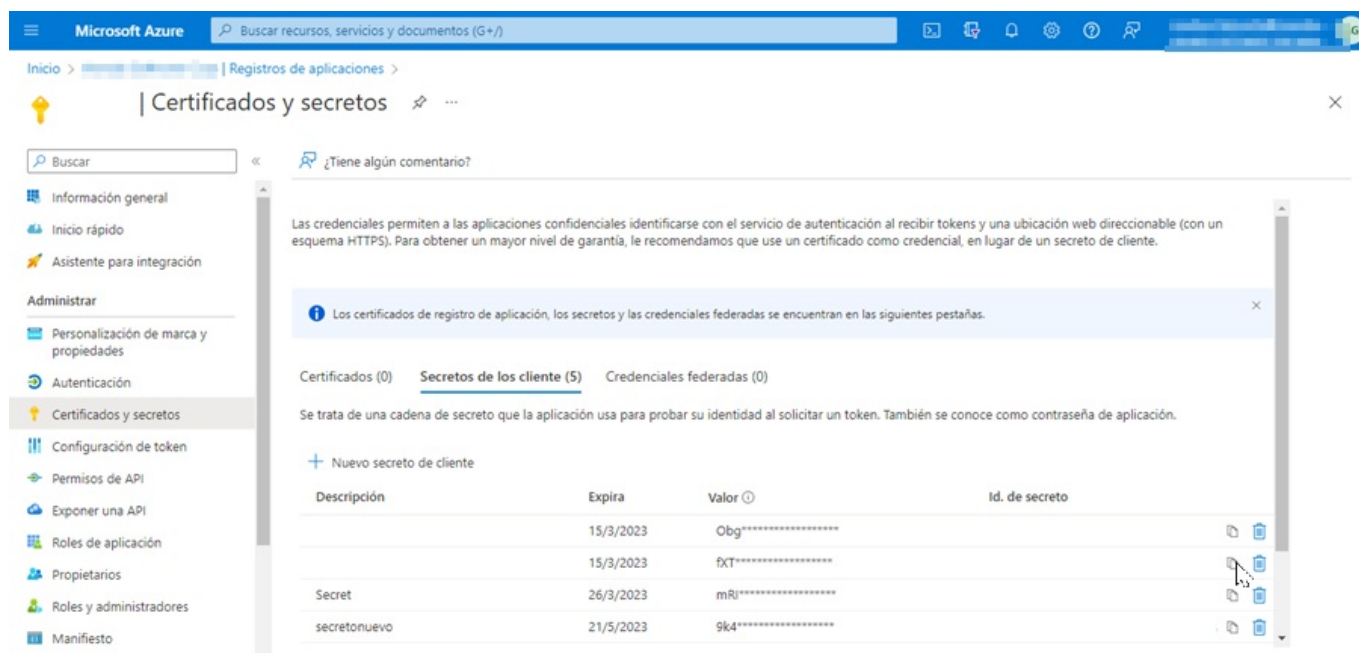 Microsoft Azure
Buscar recursos, servicios y documentos (G+/)
G
Inicio > | Registros de aplicaciones >
| Certificados y secretos ...
Buscar
«
¿Tiene algún comentario?
Información general
Inicio rápido
Asistente para integración
Administrar
Personalización de marca y
propiedades
Autenticación
Certificados y secretos
Configuración de token
Permisos de API
Exponer una API
Roles de aplicación
Propietarios
Roles y administradores
Manifiesto
Las credenciales permiten a las aplicaciones confidenciales identificarse con el servicio de autenticación al recibir tokens y una ubicación web direccionable (con un
esquema HTTPS). Para obtener un mayor nivel de garantía, le recomendamos que use un certificado como credencial, en lugar de un secreto de cliente.
Los certificados de registro de aplicación, los secretos y las credenciales federadas se encuentran en las siguientes pestañas.
Certificados (0) Secretos de los cliente (5) Credenciales federadas (0)
Se trata de una cadena de secreto que la aplicación usa para probar su identidad al solicitar un token. También se conoce como contraseña de aplicación.
+ Nuevo secreto de cliente
Descripción Expira Valor Id. de secreto
15/3/2023 Obg******************
15/3/2023 fXT******************
Secret 26/3/2023 mRI******************
secretonuevo 21/5/2023 9k4******************